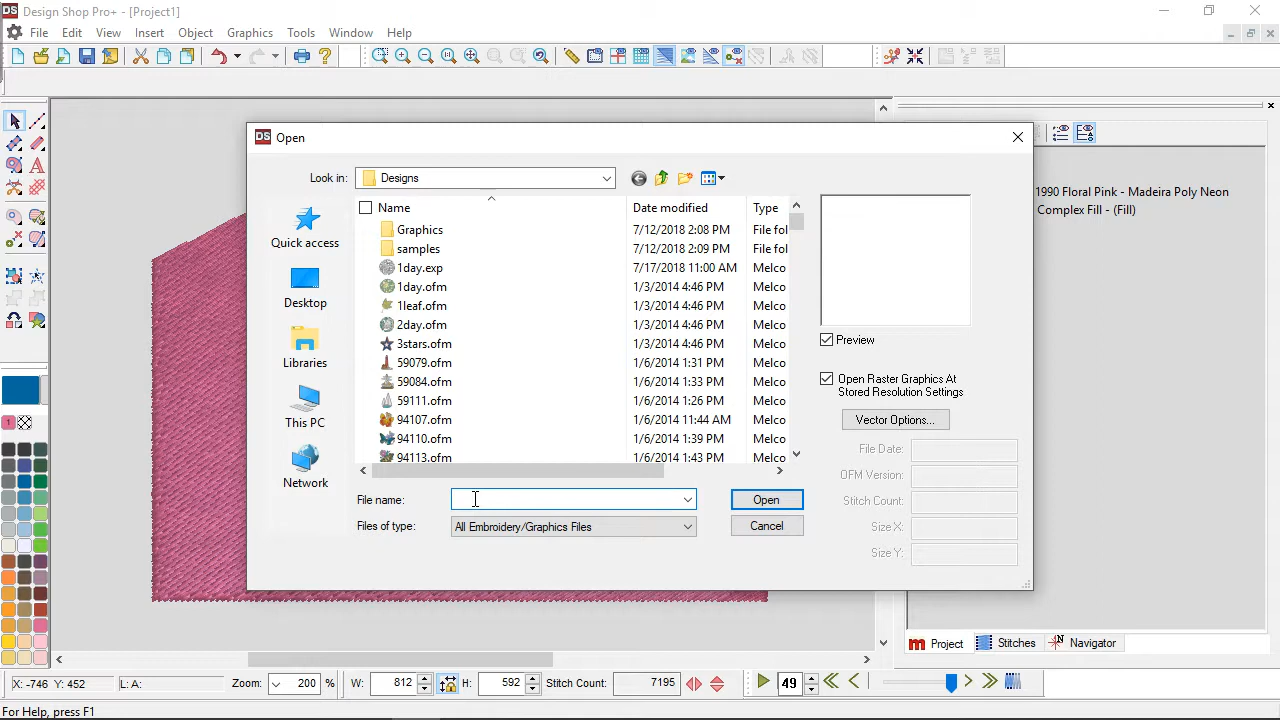 DS Design Shop Pro+ - [Project1]
File Edit View Insert Object Graphics Tools Window Help
DS Open
Look in: Designs
Name Date modified Type
Graphics 7/12/2018 2:08 PM File fol
samples 7/12/2018 2:09 PM File fol
1day.exp 7/17/2018 11:00 AM Melco
1day.ofm 1/3/2014 4:46 PM Melco
1leaf.ofm 1/3/2014 4:46 PM Melco
2day.ofm 1/3/2014 4:46 PM Melco
3stars.ofm 1/3/2014 4:46 PM Melco
59079.ofm 1/6/2014 1:31 PM Melco
59084.ofm 1/6/2014 1:33 PM Melco
59111.ofm 1/6/2014 1:26 PM Melco
94107.ofm 1/6/2014 11:44 AM Melco
94110.ofm 1/6/2014 1:39 PM Melco
94113.ofm 1/6/2014 1:43 PM Melco
Quick access
Desktop
Libraries
This PC
Network
File name: Open
Files of type: All Embroidery/Graphics Files Cancel
Preview
Open Raster Graphics At
Stored Resolution Settings
Vector Options...
File Date:
OFM Version:
Stitch Count:
Size X:
Size Y:
1990 Floral Pink - Madeira Poly Neon
Complex Fill - (Fill)
1
Project Stitches N Navigator
X: -746 Y: 452 L: A: Zoom: 200 % W: 812 H: 592 Stitch Count: 7195 49
For Help, press F1